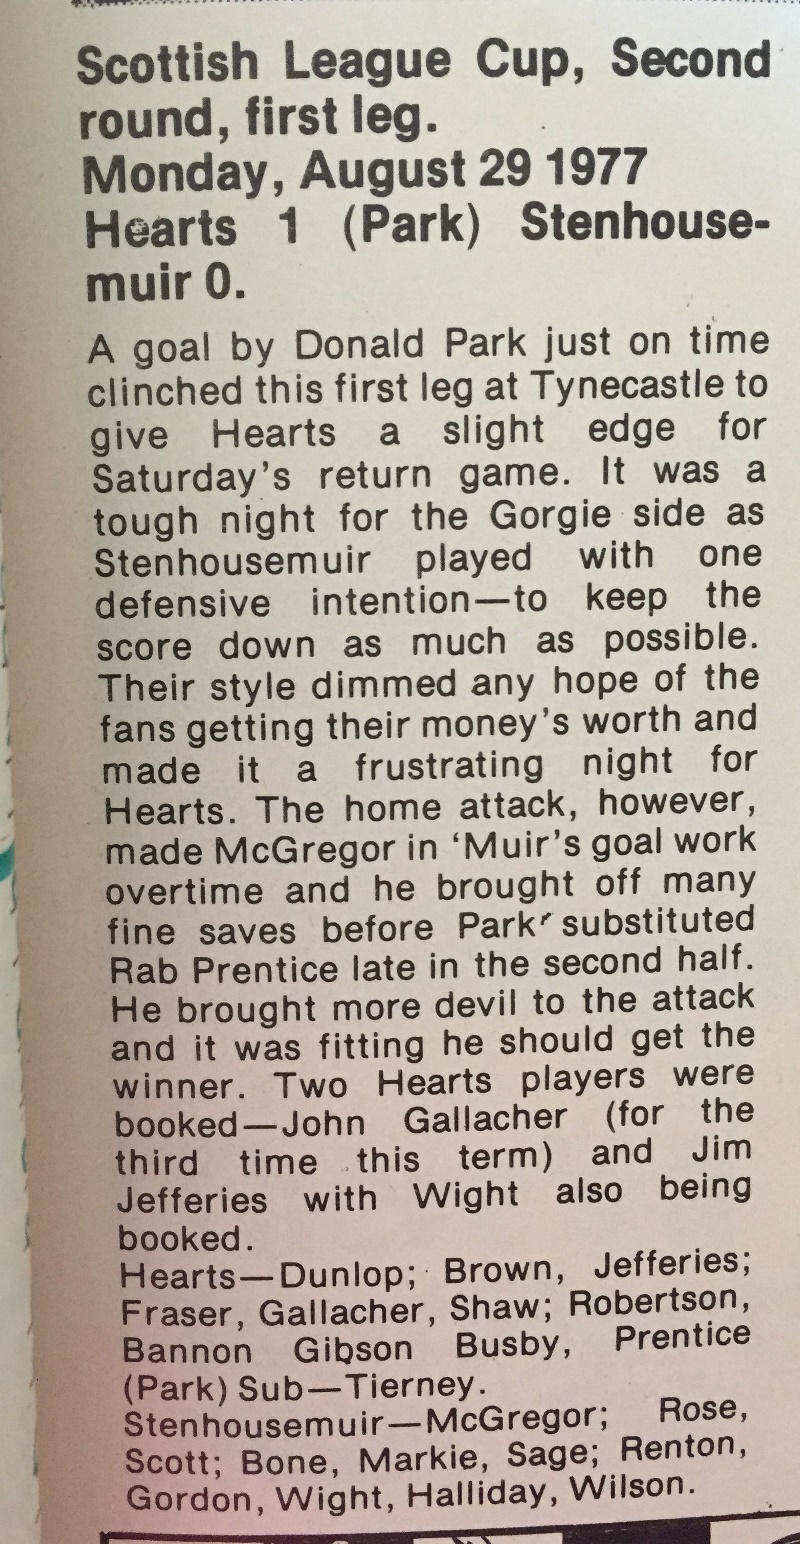 Scottish League Cup, Second
round, first leg.
Monday, August 29 1977
Hearts 1 (Park) Stenhouse-
muir 0.
A goal by Donald Park just on time
clinched this first leg at Tynecastle to
give Hearts a slight edge for
Saturday's return game. It was a
tough night for the Gorgie side as
Stenhousemuir played with one
defensive intention—to keep the
score down as much as possible.
Their style dimmed any hope of the
fans getting their money's worth and
made it a frustrating night for
Hearts. The home attack, however,
made McGregor in 'Muir's goal work
overtime and he brought off many
fine saves before Park substituted
Rab Prentice late in the second half.
He brought more devil to the attack
and it was fitting he should get the
winner. Two Hearts players were
booked—John Gallacher (for the
third time this term) and Jim
Jefferies with Wight also being
booked.
Hearts—Dunlop; Brown, Jefferies;
Fraser, Gallacher, Shaw; Robertson,
Bannon Gibson Busby, Prentice
(Park) Sub—Tierney.
Stenhousemuir—McGregor; Rose,
Scott; Bone, Markie, Sage; Renton,
Gordon, Wight, Halliday, Wilson.